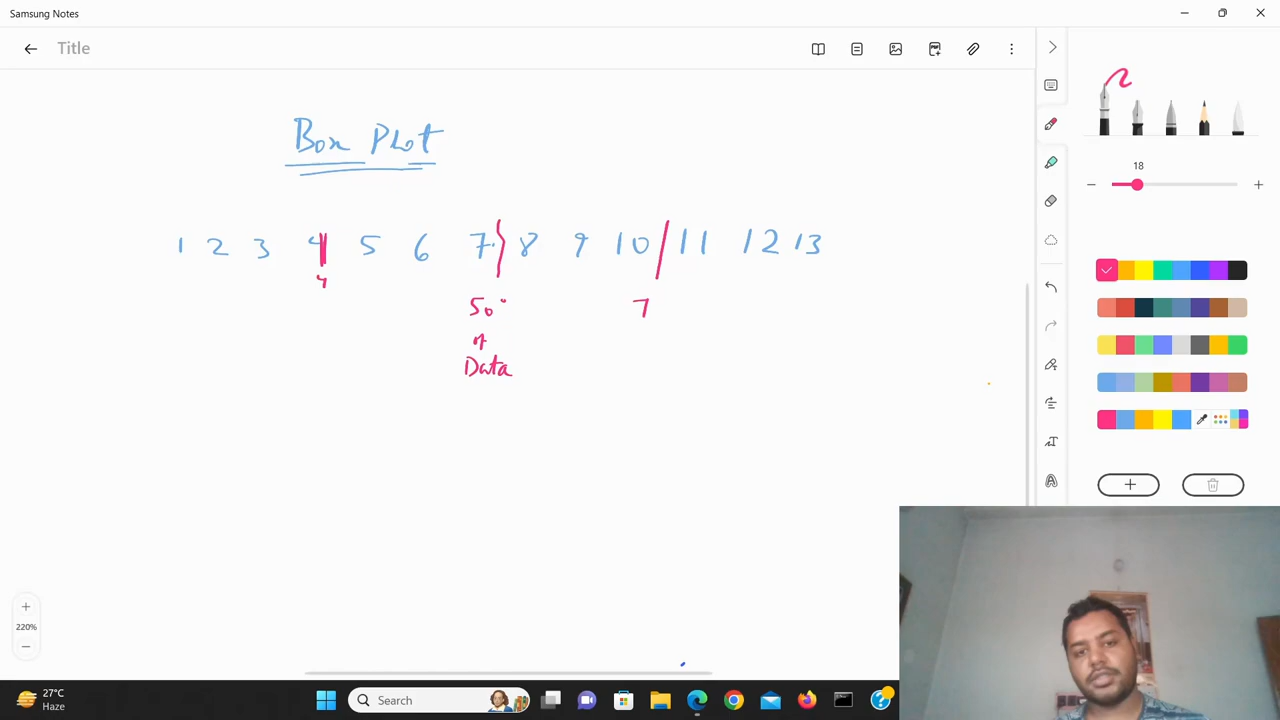 Samsung Notes
Title
18
Box Plot
1 2 3 4 5 6 7 8 9 10 11 12 13
4
50 7
of
Data
220%
27°C
Haze
Search